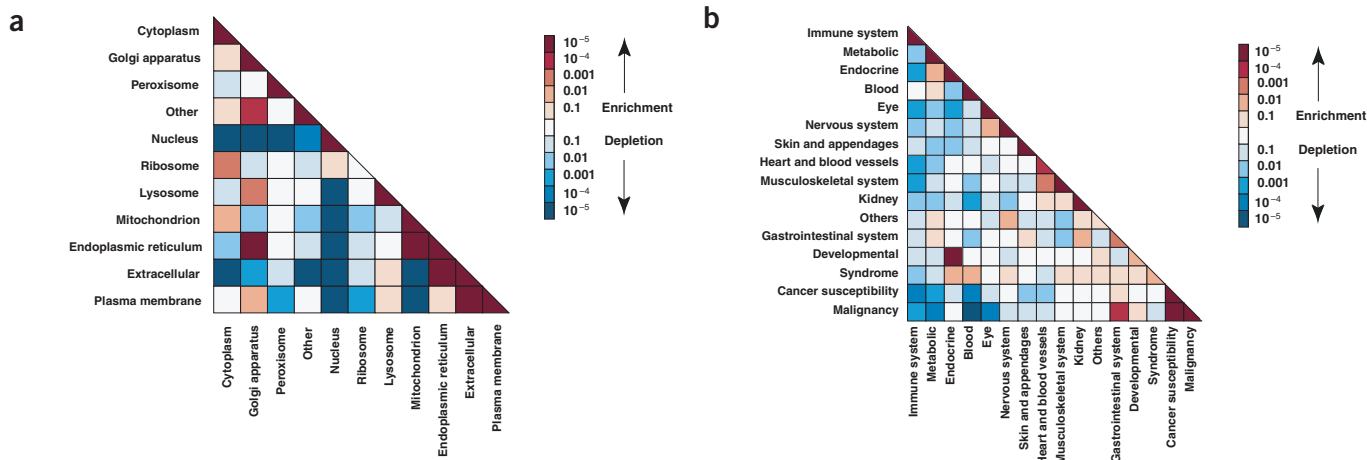 a
Cytoplasm
Golgi apparatus
Peroxisome
Other
Nucleus
Ribosome
Lysosome
Mitochondrion
Endoplasmic reticulum
Extracellular
Plasma membrane
Cytoplasm
Golgi apparatus
Peroxisome
Other
Nucleus
Ribosome
Lysosome
Mitochondrion
Endoplasmic reticulum
Extracellular
Plasma membrane
10⁻⁵
10⁻⁴
0.001
0.01
0.1
0.1
0.01
0.001
10⁻⁴
10⁻⁵
Enrichment
Depletion
b
Immune system
Metabolic
Endocrine
Blood
Eye
Nervous system
Skin and appendages
Heart and blood vessels
Musculoskeletal system
Kidney
Others
Gastrointestinal system
Developmental
Syndrome
Cancer susceptibility
Malignancy
Immune system
Metabolic
Endocrine
Blood
Eye
Nervous system
Skin and appendages
Heart and blood vessels
Musculoskeletal system
Kidney
Others
Gastrointestinal system
Developmental
Syndrome
Cancer susceptibility
Malignancy
10⁻⁵
10⁻⁴
0.001
0.01
0.1
0.1
0.01
0.001
10⁻⁴
10⁻⁵
Enrichment
Depletion